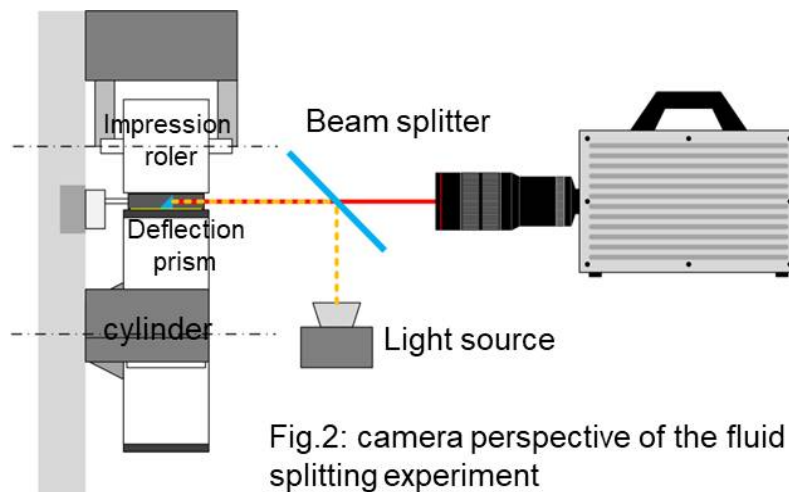 Impression
roler
Beam splitter
Deflection
prism
cylinder
Light source
Fig.2: camera perspective of the fluid
splitting experiment